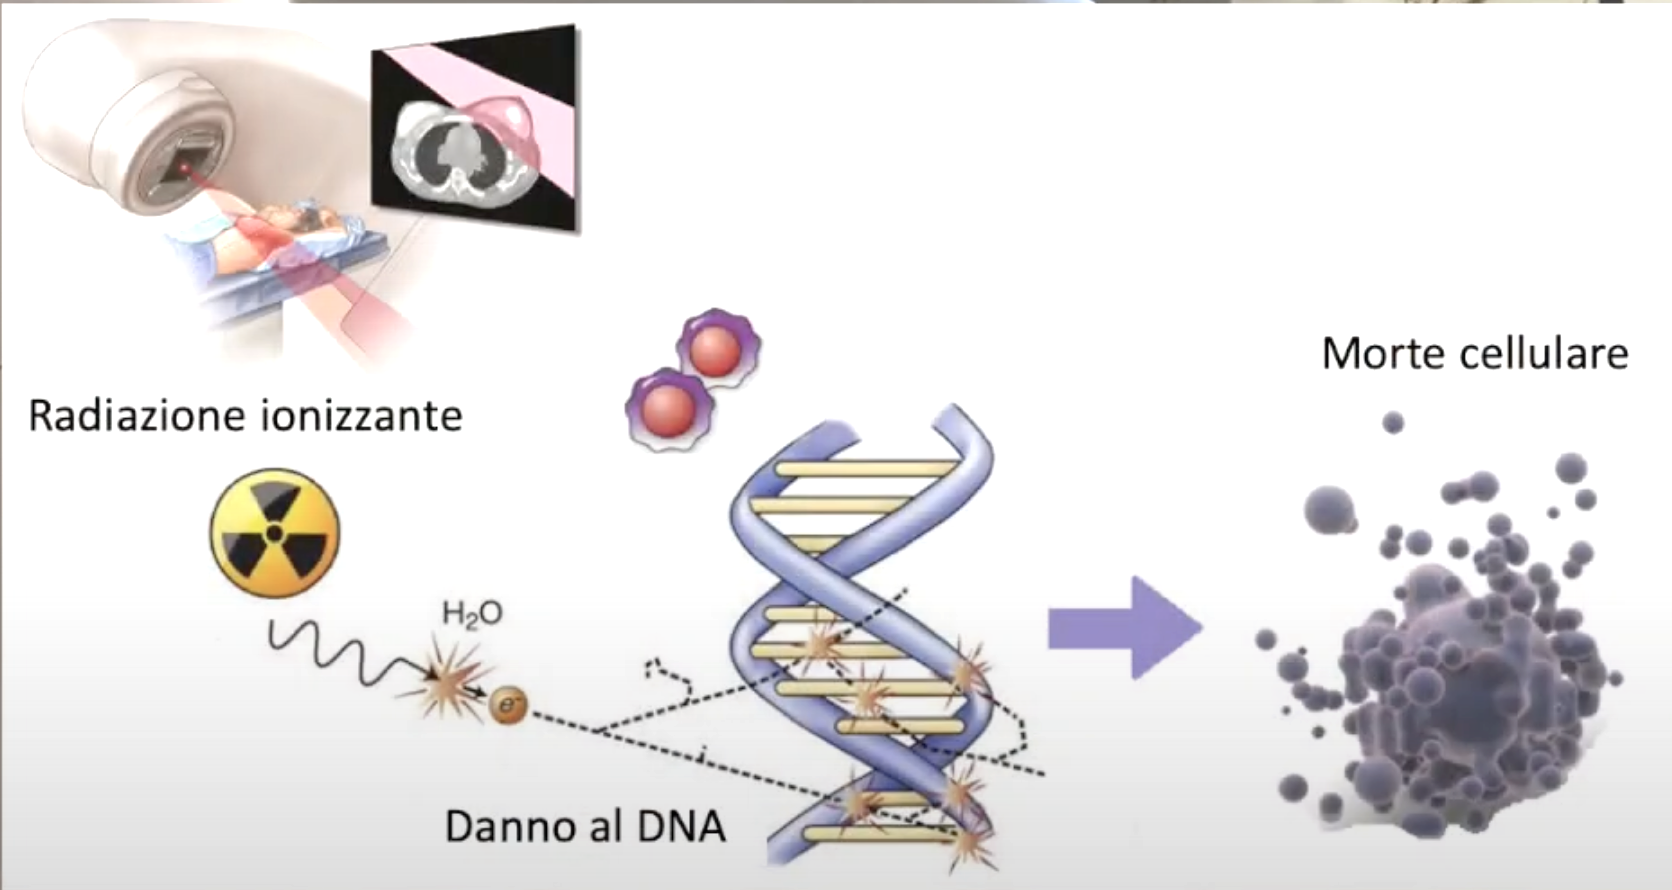 Morte cellulare
Radiazione ionizzante
H₂O
e⁻
Danno al DNA